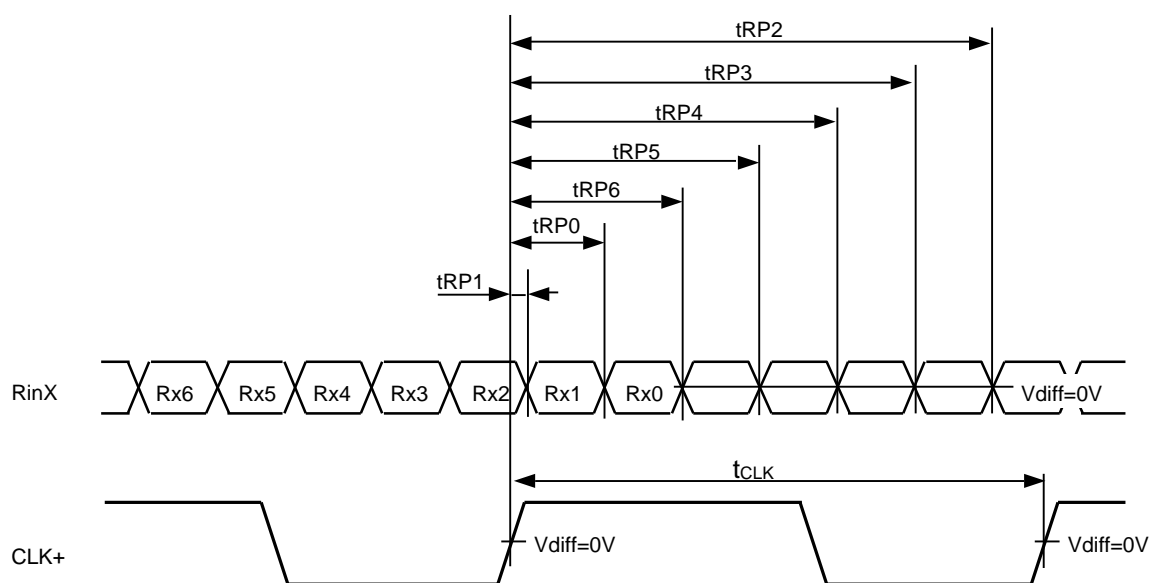 tRP2
tRP3
tRP4
tRP5
tRP6
tRP0
tRP1
RinX Rx6 Rx5 Rx4 Rx3 Rx2 Rx1 Rx0 Vdiff=0V
tCLK
CLK+ Vdiff=0V Vdiff=0V